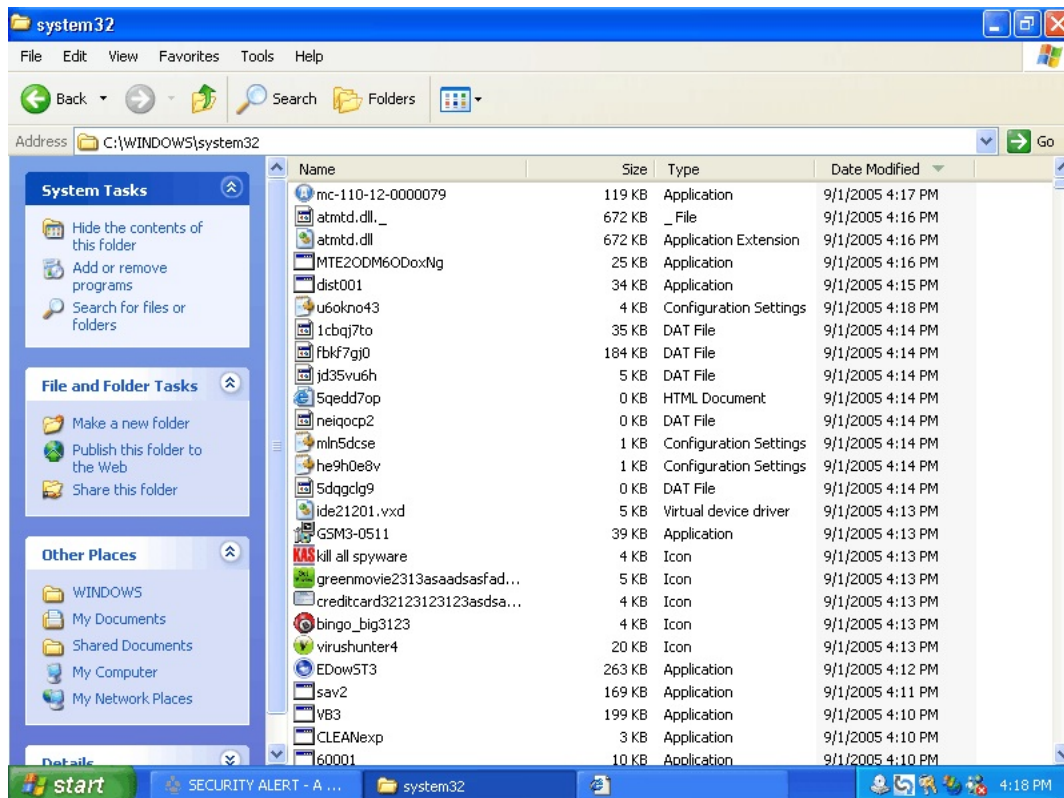 system32
File Edit View Favorites Tools Help
Back Search Folders
Address C:\WINDOWS\system32 Go
System Tasks
Hide the contents of
this folder
Add or remove
programs
Search for files or
folders
File and Folder Tasks
Make a new folder
Publish this folder to
the Web
Share this folder
Other Places
WINDOWS
My Documents
Shared Documents
My Computer
My Network Places
Details
Name Size Type Date Modified
mc-110-12-0000079 119 KB Application 9/1/2005 4:17 PM
atmtd.dll._ 672 KB _ File 9/1/2005 4:16 PM
atmtd.dll 672 KB Application Extension 9/1/2005 4:16 PM
MTE2ODM6ODoxNg 25 KB Application 9/1/2005 4:16 PM
dist001 34 KB Application 9/1/2005 4:15 PM
u6okno43 4 KB Configuration Settings 9/1/2005 4:18 PM
1cbqj7to 35 KB DAT File 9/1/2005 4:14 PM
fbkf7gj0 184 KB DAT File 9/1/2005 4:14 PM
jd35vu6h 5 KB DAT File 9/1/2005 4:14 PM
5qedd7op 0 KB HTML Document 9/1/2005 4:14 PM
neiqocp2 0 KB DAT File 9/1/2005 4:14 PM
mln5dcse 1 KB Configuration Settings 9/1/2005 4:14 PM
he9h0e8v 1 KB Configuration Settings 9/1/2005 4:14 PM
5dqgclg9 0 KB DAT File 9/1/2005 4:14 PM
ide21201.vxd 5 KB Virtual device driver 9/1/2005 4:13 PM
GSM3-0511 39 KB Application 9/1/2005 4:13 PM
KAS kill all spyware 4 KB Icon 9/1/2005 4:13 PM
greenmovie2313asaadsasfad... 5 KB Icon 9/1/2005 4:13 PM
creditcard32123123123asdsa... 4 KB Icon 9/1/2005 4:13 PM
bingo_big3123 4 KB Icon 9/1/2005 4:13 PM
virushunter4 20 KB Icon 9/1/2005 4:13 PM
EDowST3 263 KB Application 9/1/2005 4:12 PM
sav2 169 KB Application 9/1/2005 4:11 PM
VB3 199 KB Application 9/1/2005 4:10 PM
CLEANexp 3 KB Application 9/1/2005 4:10 PM
60001 10 KB Application 9/1/2005 4:10 PM
start SECURITY ALERT - A ... system32 4:18 PM